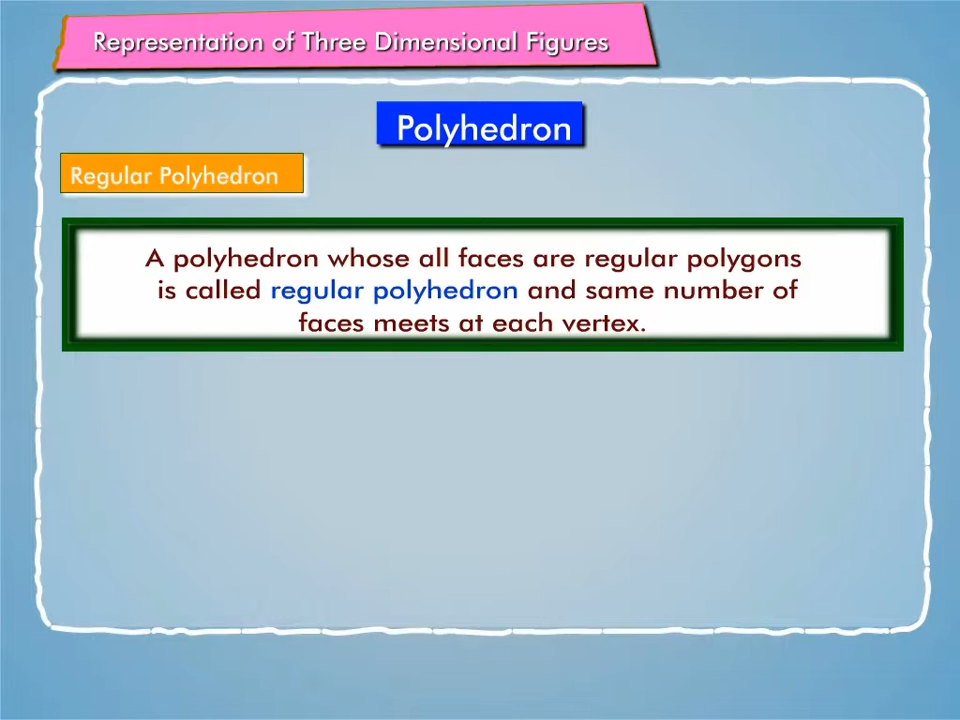 Representation of Three Dimensional Figures
Polyhedron
Regular Polyhedron
A polyhedron whose all faces are regular polygons
is called regular polyhedron and same number of
faces meets at each vertex.